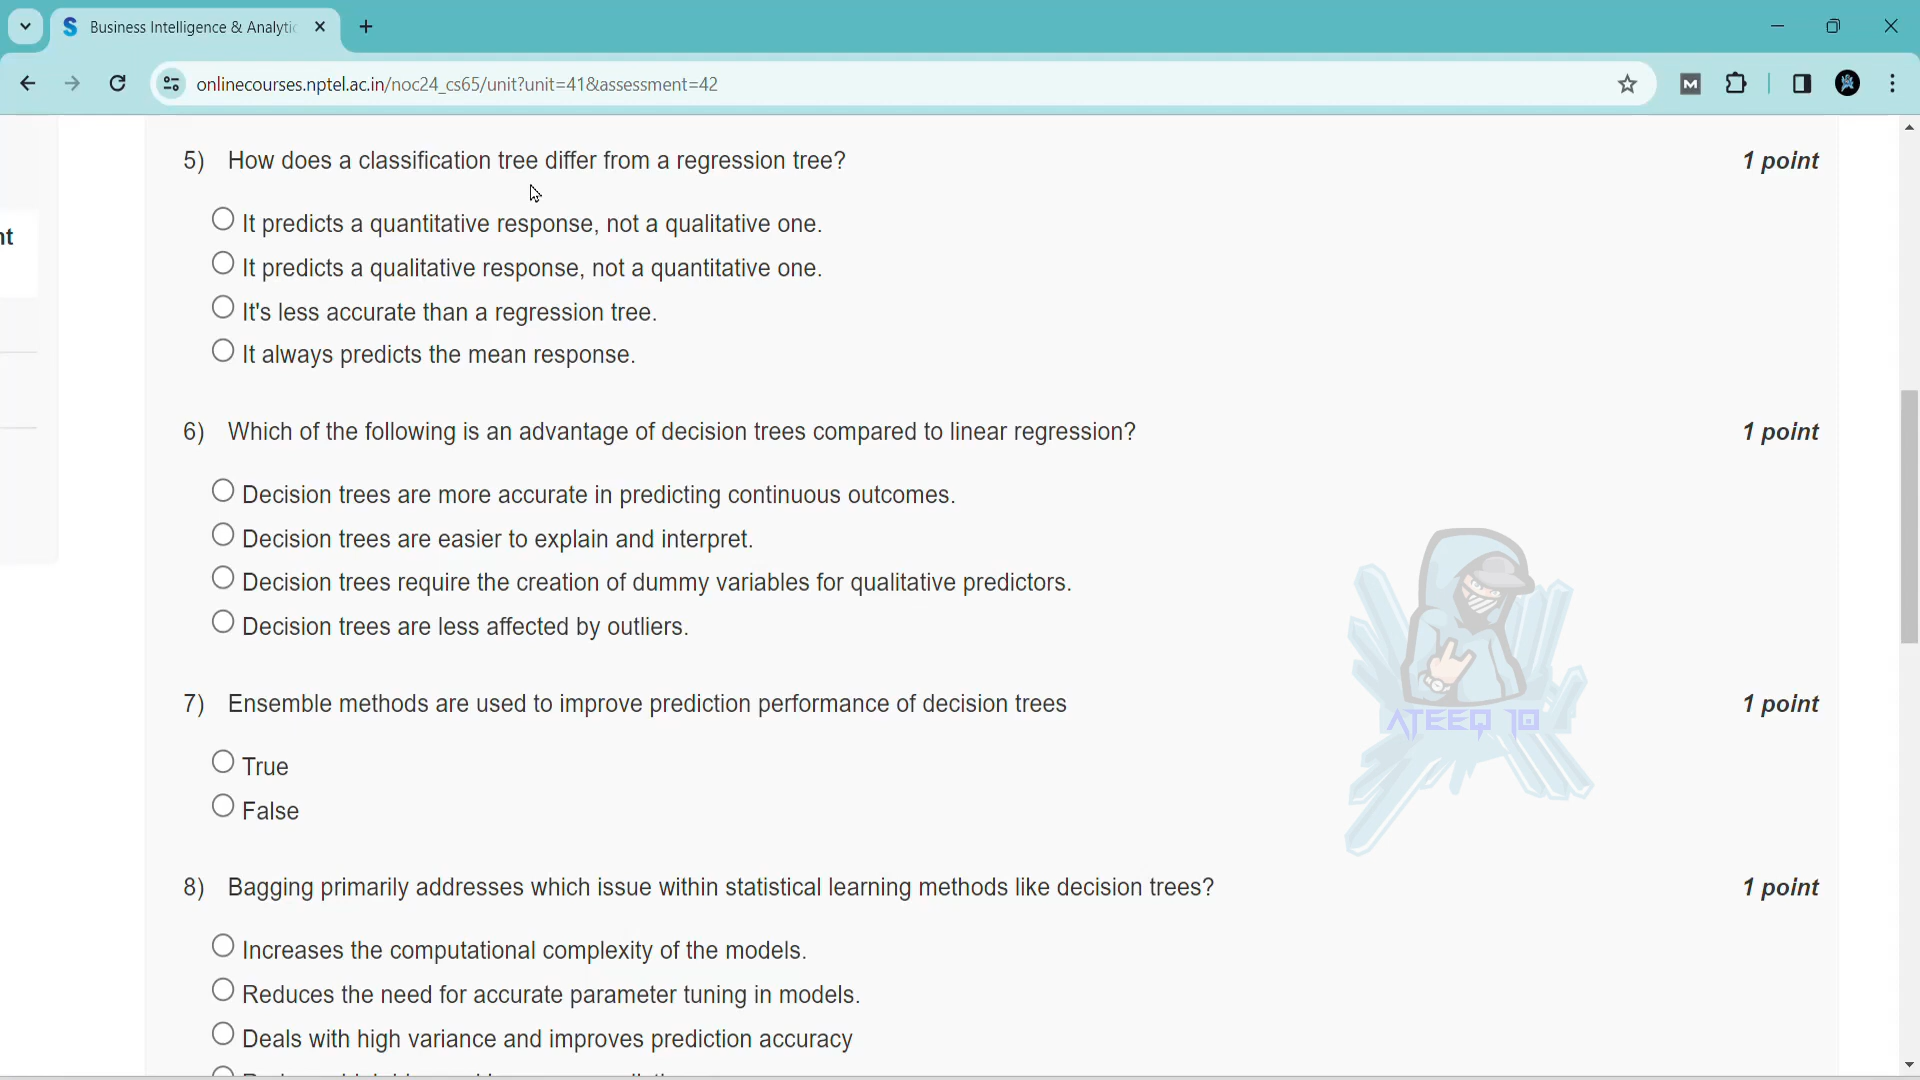 Business Intelligence & Analytic
onlinecourses.nptel.ac.in/noc24_cs65/unit?unit=41&assessment=42
5) How does a classification tree differ from a regression tree? 1 point
It predicts a quantitative response, not a qualitative one.
nt
It predicts a qualitative response, not a quantitative one.
It's less accurate than a regression tree.
It always predicts the mean response.
6) Which of the following is an advantage of decision trees compared to linear regression? 1 point
Decision trees are more accurate in predicting continuous outcomes.
Decision trees are easier to explain and interpret.
Decision trees require the creation of dummy variables for qualitative predictors.
Decision trees are less affected by outliers.
7) Ensemble methods are used to improve prediction performance of decision trees 1 point
ATEEQ 10
True
False
8) Bagging primarily addresses which issue within statistical learning methods like decision trees? 1 point
Increases the computational complexity of the models.
Reduces the need for accurate parameter tuning in models.
Deals with high variance and improves prediction accuracy